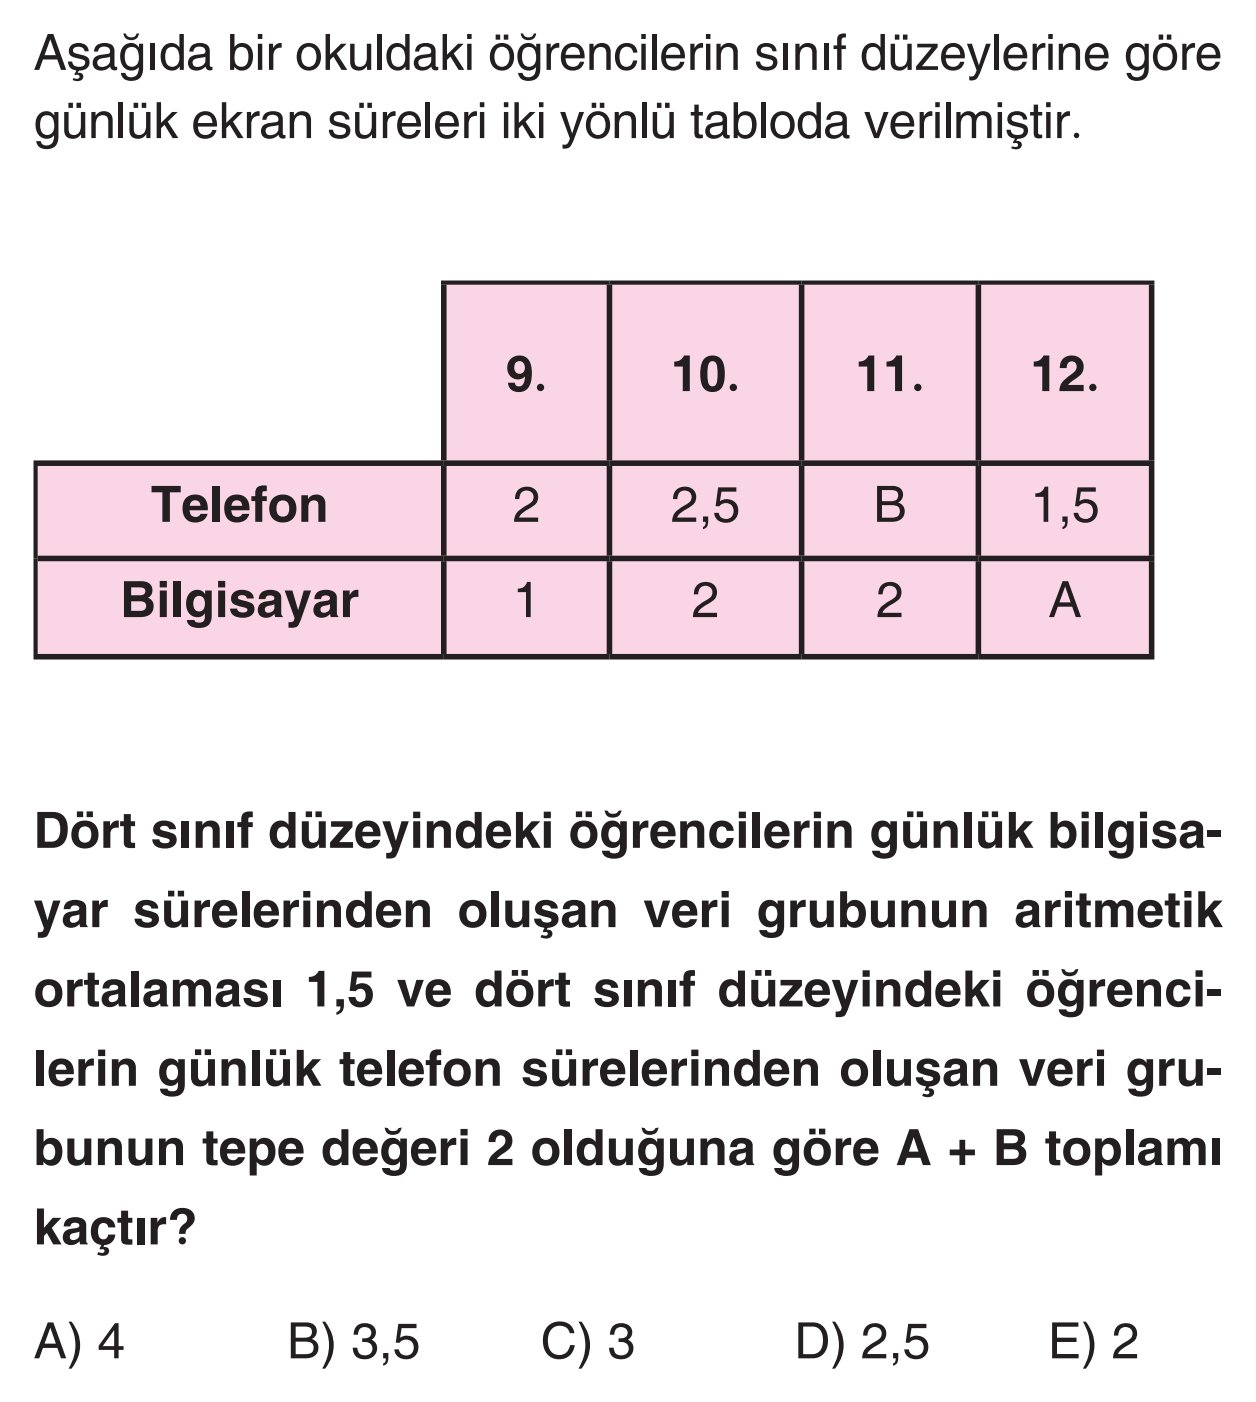 Aşağıda bir okuldaki öğrencilerin sınıf düzeylerine göre
günlük ekran süreleri iki yönlü tabloda verilmiştir.
9. 10. 11. 12.
Telefon 2 2,5 B 1,5
Bilgisayar 1 2 2 A
Dört sınıf düzeyindeki öğrencilerin günlük bilgisa-
yar sürelerinden oluşan veri grubunun aritmetik
ortalaması 1,5 ve dört sınıf düzeyindeki öğrenci-
lerin günlük telefon sürelerinden oluşan veri gru-
bunun tepe değeri 2 olduğuna göre A + B toplamı
kaçtır?
A) 4 B) 3,5 C) 3 D) 2,5 E) 2